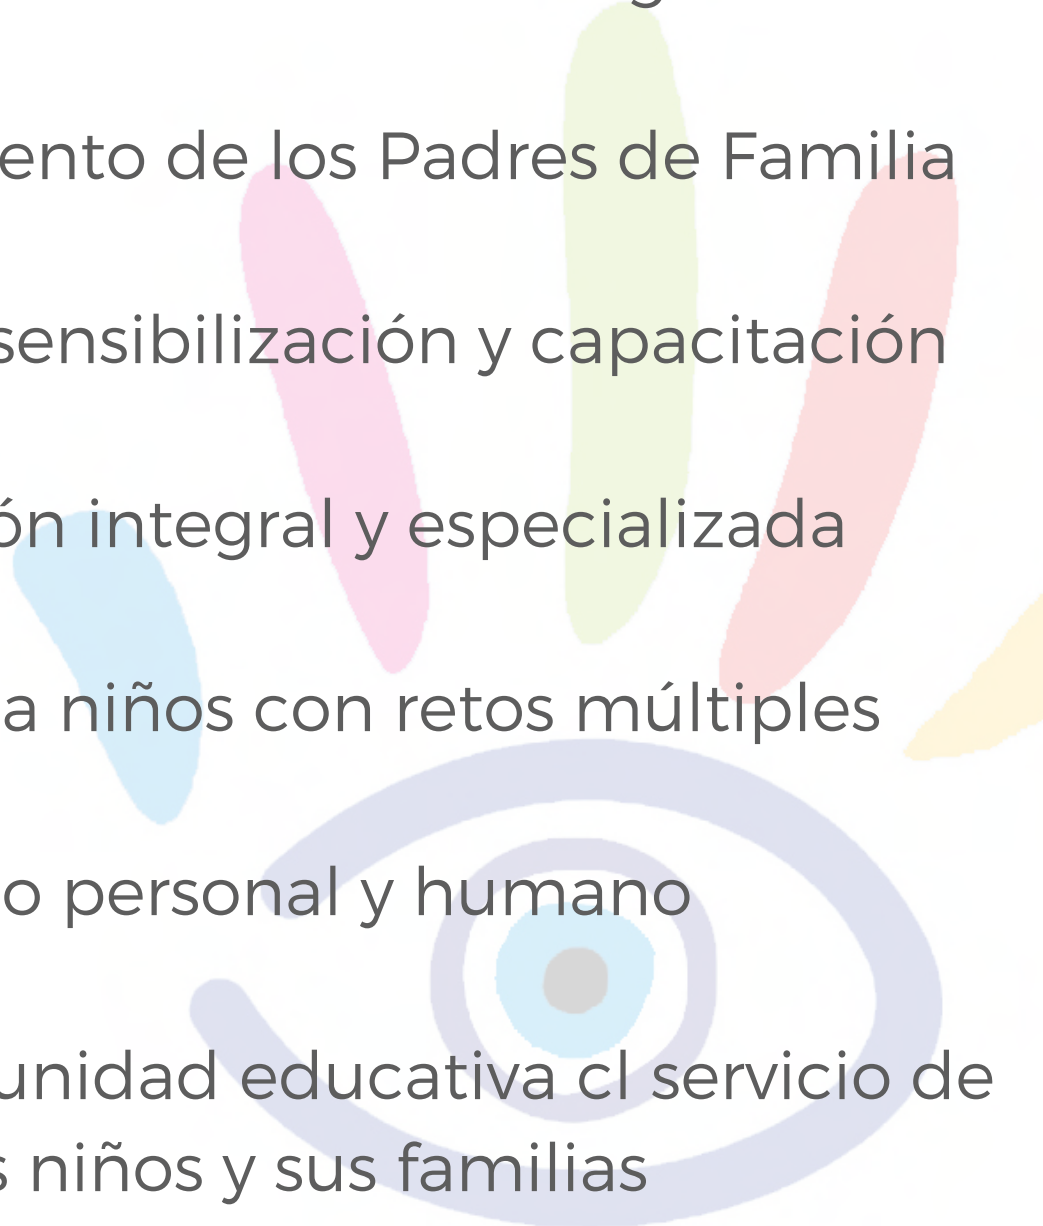 ento de los Padres de Familia
sensibilización y capacitación
ón integral y especializada
a niños con retos múltiples
o personal y humano
unidad educativa cl servicio de
s niños y sus familias